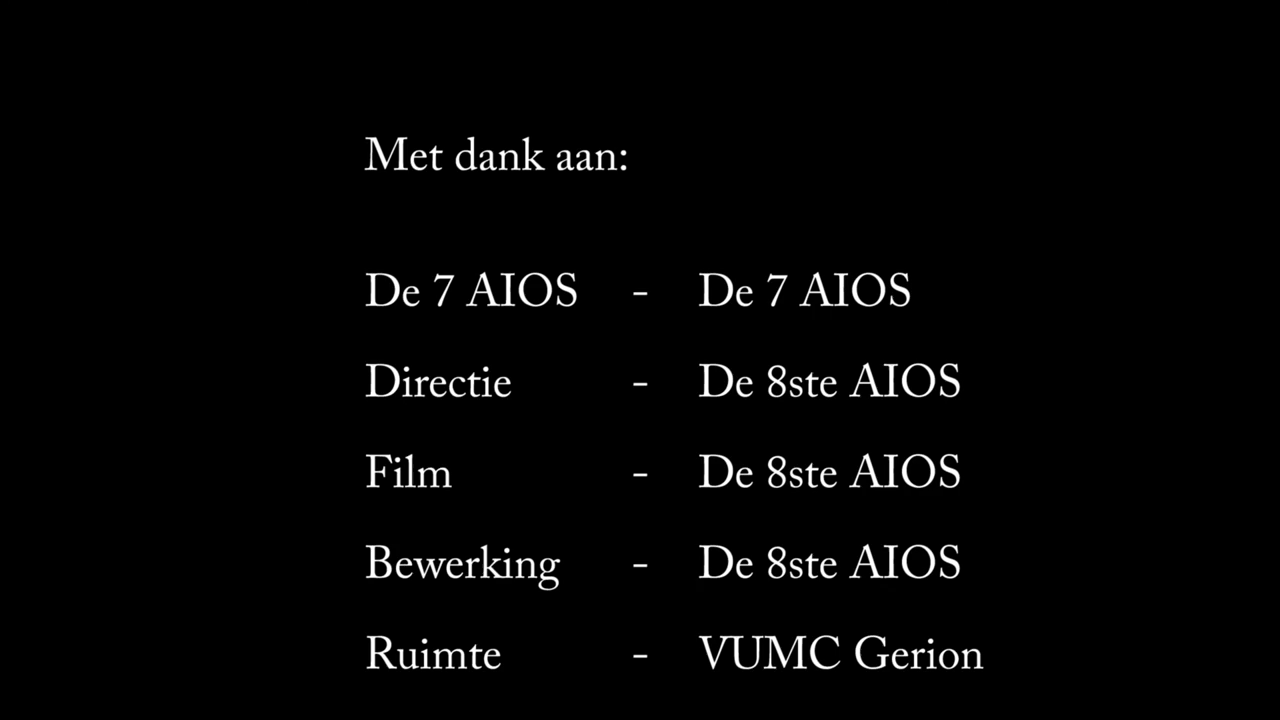 Met dank aan:
De 7 AIOS - De 7 AIOS
Directie - De 8ste AIOS
Film - De 8ste AIOS
Bewerking - De 8ste AIOS
Ruimte - VUMC Gerion